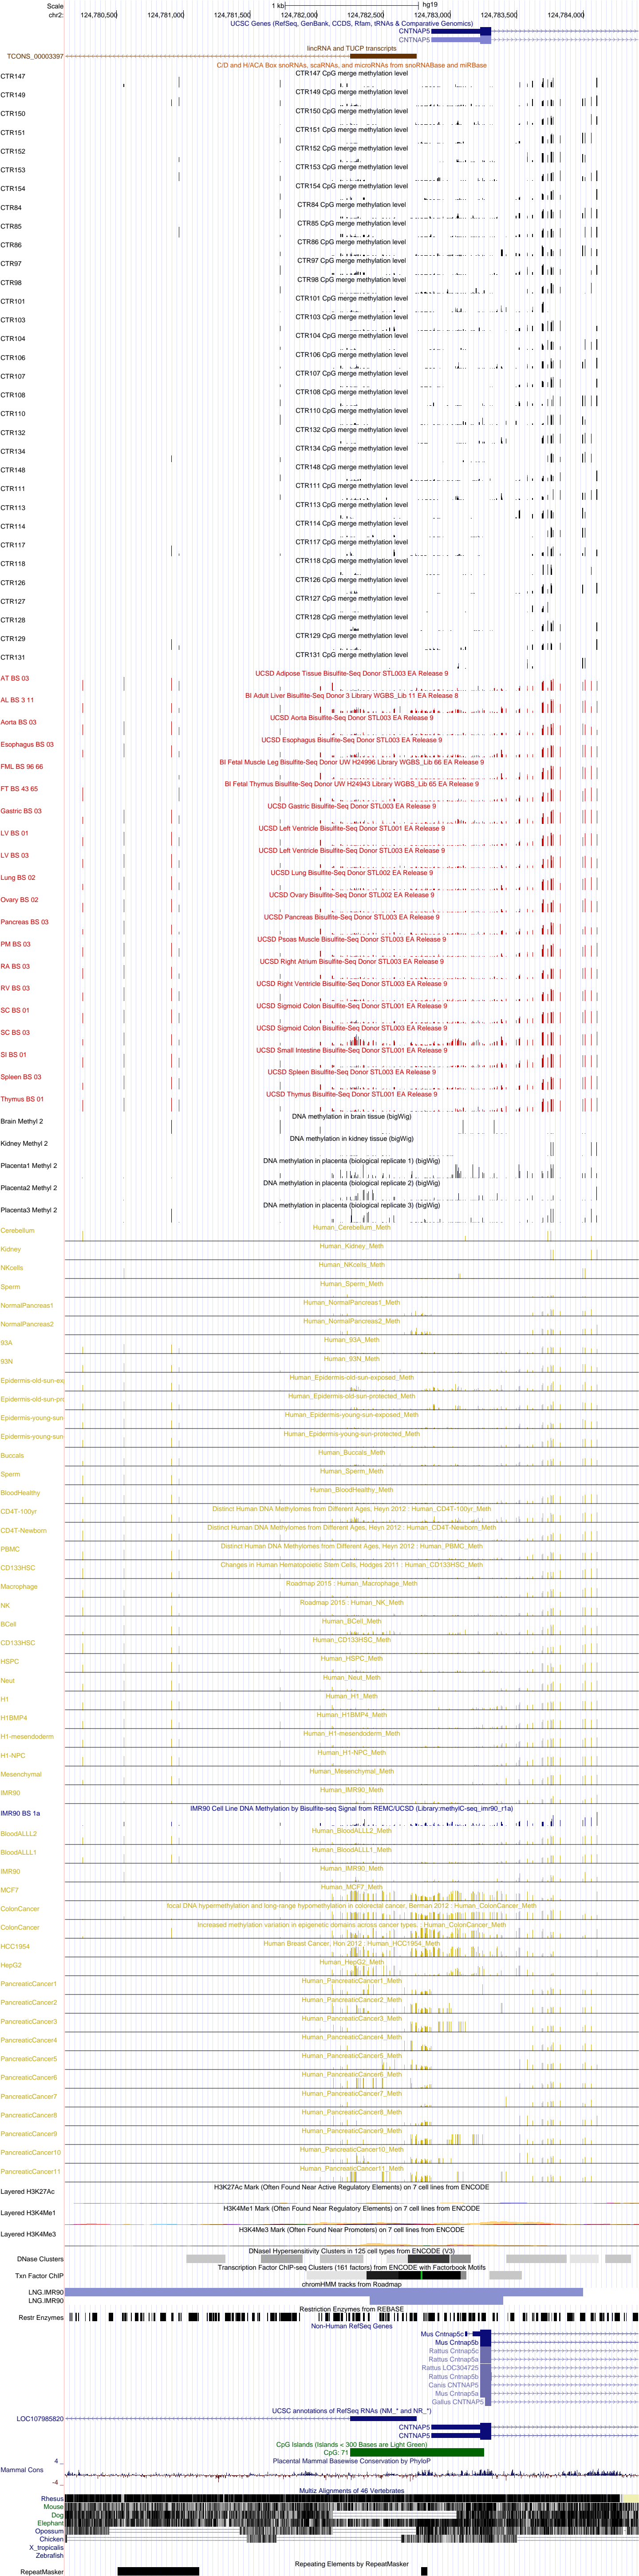 Scale 1 kb hg19
chr2: 124,780,500 124,781,000 124,781,500 124,782,000 124,782,500 124,783,000 124,783,500 124,784,000
UCSC Genes (RefSeq, GenBank, CCDS, Rfam, tRNAs & Comparative Genomics)
CNTNAP5
CNTNAP5
lincRNA and TUCP transcripts
TCONS_00003397
C/D and H/ACA Box snoRNAs, scaRNAs, and microRNAs from snoRNABase and miRBase
CTR147 CTR147 CpG merge methylation level
CTR149 CTR149 CpG merge methylation level
CTR150 CTR150 CpG merge methylation level
CTR151 CTR151 CpG merge methylation level
CTR152 CTR152 CpG merge methylation level
CTR153 CTR153 CpG merge methylation level
CTR154 CTR154 CpG merge methylation level
CTR84 CTR84 CpG merge methylation level
CTR85 CTR85 CpG merge methylation level
CTR86 CTR86 CpG merge methylation level
CTR97 CTR97 CpG merge methylation level
CTR98 CTR98 CpG merge methylation level
CTR101 CTR101 CpG merge methylation level
CTR103 CTR103 CpG merge methylation level
CTR104 CTR104 CpG merge methylation level
CTR106 CTR106 CpG merge methylation level
CTR107 CTR107 CpG merge methylation level
CTR108 CTR108 CpG merge methylation level
CTR110 CTR110 CpG merge methylation level
CTR132 CTR132 CpG merge methylation level
CTR134 CTR134 CpG merge methylation level
CTR148 CTR148 CpG merge methylation level
CTR111 CTR111 CpG merge methylation level
CTR113 CTR113 CpG merge methylation level
CTR114 CTR114 CpG merge methylation level
CTR117 CTR117 CpG merge methylation level
CTR118 CTR118 CpG merge methylation level
CTR126 CTR126 CpG merge methylation level
CTR127 CTR127 CpG merge methylation level
CTR128 CTR128 CpG merge methylation level
CTR129 CTR129 CpG merge methylation level
CTR131 CTR131 CpG merge methylation level
UCSD Adipose Tissue Bisulfite-Seq Donor STL003 EA Release 9
AT BS 03
BI Adult Liver Bisulfite-Seq Donor 3 Library WGBS_Lib 11 EA Release 8
AL BS 3 11
UCSD Aorta Bisulfite-Seq Donor STL003 EA Release 9
Aorta BS 03
UCSD Esophagus Bisulfite-Seq Donor STL003 EA Release 9
Esophagus BS 03
BI Fetal Muscle Leg Bisulfite-Seq Donor UW H24996 Library WGBS_Lib 66 EA Release 9
FML BS 96 66
BI Fetal Thymus Bisulfite-Seq Donor UW H24943 Library WGBS_Lib 65 EA Release 9
FT BS 43 65
UCSD Gastric Bisulfite-Seq Donor STL003 EA Release 9
Gastric BS 03
UCSD Left Ventricle Bisulfite-Seq Donor STL001 EA Release 9
LV BS 01
UCSD Left Ventricle Bisulfite-Seq Donor STL003 EA Release 9
LV BS 03
UCSD Lung Bisulfite-Seq Donor STL002 EA Release 9
Lung BS 02
UCSD Ovary Bisulfite-Seq Donor STL002 EA Release 9
Ovary BS 02
UCSD Pancreas Bisulfite-Seq Donor STL003 EA Release 9
Pancreas BS 03
UCSD Psoas Muscle Bisulfite-Seq Donor STL003 EA Release 9
PM BS 03
UCSD Right Atrium Bisulfite-Seq Donor STL003 EA Release 9
RA BS 03
UCSD Right Ventricle Bisulfite-Seq Donor STL003 EA Release 9
RV BS 03
UCSD Sigmoid Colon Bisulfite-Seq Donor STL001 EA Release 9
SC BS 01
UCSD Sigmoid Colon Bisulfite-Seq Donor STL003 EA Release 9
SC BS 03
UCSD Small Intestine Bisulfite-Seq Donor STL001 EA Release 9
SI BS 01
UCSD Spleen Bisulfite-Seq Donor STL003 EA Release 9
Spleen BS 03
UCSD Thymus Bisulfite-Seq Donor STL001 EA Release 9
Thymus BS 01
DNA methylation in brain tissue (bigWig)
Brain Methyl 2
DNA methylation in kidney tissue (bigWig)
Kidney Methyl 2
DNA methylation in placenta (biological replicate 1) (bigWig)
Placenta1 Methyl 2
DNA methylation in placenta (biological replicate 2) (bigWig)
Placenta2 Methyl 2
DNA methylation in placenta (biological replicate 3) (bigWig)
Placenta3 Methyl 2
Human_Cerebellum_Meth
Cerebellum
Human_Kidney_Meth
Kidney
Human_NKcells_Meth
NKcells
Human_Sperm_Meth
Sperm
Human_NormalPancreas1_Meth
NormalPancreas1
Human_NormalPancreas2_Meth
NormalPancreas2
Human_93A_Meth
93A
Human_93N_Meth
93N
Human_Epidermis-old-sun-exposed_Meth
Epidermis-old-sun-ex
Human_Epidermis-old-sun-protected_Meth
Epidermis-old-sun-pro
Human_Epidermis-young-sun-exposed_Meth
Epidermis-young-sun
Human_Epidermis-young-sun-protected_Meth
Epidermis-young-sun
Human_Buccals_Meth
Buccals
Human_Sperm_Meth
Sperm
Human_BloodHealthy_Meth
BloodHealthy
Distinct Human DNA Methylomes from Different Ages, Heyn 2012 : Human_CD4T-100yr_Meth
CD4T-100yr
Distinct Human DNA Methylomes from Different Ages, Heyn 2012 : Human_CD4T-Newborn_Meth
CD4T-Newborn
Distinct Human DNA Methylomes from Different Ages, Heyn 2012 : Human_PBMC_Meth
PBMC
Changes in Human Hematopoietic Stem Cells, Hodges 2011 : Human_CD133HSC_Meth
CD133HSC
Roadmap 2015 : Human_Macrophage_Meth
Macrophage
Roadmap 2015 : Human_NK_Meth
NK
Human_BCell_Meth
BCell
Human_CD133HSC_Meth
CD133HSC
Human_HSPC_Meth
HSPC
Human_Neut_Meth
Neut
Human_H1_Meth
H1
Human_H1BMP4_Meth
H1BMP4
Human_H1-mesendoderm_Meth
H1-mesendoderm
Human_H1-NPC_Meth
H1-NPC
Human_Mesenchymal_Meth
Mesenchymal
Human_IMR90_Meth
IMR90
IMR90 Cell Line DNA Methylation by Bisulfite-seq Signal from REMC/UCSD (Library:methylC-seq_imr90_r1a)
IMR90 BS 1a
Human_BloodALLL2_Meth
BloodALLL2
Human_BloodALLL1_Meth
BloodALLL1
Human_IMR90_Meth
IMR90
Human_MCF7_Meth
MCF7
focal DNA hypermethylation and long-range hypomethylation in colorectal cancer, Berman 2012 : Human_ColonCancer_Meth
ColonCancer
Increased methylation variation in epigenetic domains across cancer types. : Human_ColonCancer_Meth
ColonCancer
Human Breast Cancer, Hon 2012 : Human_HCC1954_Meth
HCC1954
Human_HepG2_Meth
HepG2
Human_PancreaticCancer1_Meth
PancreaticCancer1
Human_PancreaticCancer2_Meth
PancreaticCancer2
Human_PancreaticCancer3_Meth
PancreaticCancer3
Human_PancreaticCancer4_Meth
PancreaticCancer4
Human_PancreaticCancer5_Meth
PancreaticCancer5
Human_PancreaticCancer6_Meth
PancreaticCancer6
Human_PancreaticCancer7_Meth
PancreaticCancer7
Human_PancreaticCancer8_Meth
PancreaticCancer8
Human_PancreaticCancer9_Meth
PancreaticCancer9
Human_PancreaticCancer10_Meth
PancreaticCancer10
Human_PancreaticCancer11_Meth
PancreaticCancer11
H3K27Ac Mark (Often Found Near Active Regulatory Elements) on 7 cell lines from ENCODE
Layered H3K27Ac
H3K4Me1 Mark (Often Found Near Regulatory Elements) on 7 cell lines from ENCODE
Layered H3K4Me1
H3K4Me3 Mark (Often Found Near Promoters) on 7 cell lines from ENCODE
Layered H3K4Me3
DNaseI Hypersensitivity Clusters in 125 cell types from ENCODE (V3)
DNase Clusters
Transcription Factor ChIP-seq Clusters (161 factors) from ENCODE with Factorbook Motifs
Txn Factor ChIP
chromHMM tracks from Roadmap
LNG.IMR90
LNG.IMR90
Restriction Enzymes from REBASE
Restr Enzymes
Non-Human RefSeq Genes
Mus Cntnap5c
Mus Cntnap5b
Rattus Cntnap5c
Rattus Cntnap5a
Rattus LOC304725
Rattus Cntnap5b
Canis CNTNAP5
Mus Cntnap5a
Gallus CNTNAP5
UCSC annotations of RefSeq RNAs (NM_* and NR_*)
LOC107985820
CNTNAP5
CNTNAP5
CpG Islands (Islands < 300 Bases are Light Green)
CpG: 71
Placental Mammal Basewise Conservation by PhyloP
4 _
Mammal Cons
-4 _
Multiz Alignments of 46 Vertebrates
Rhesus
Mouse
Dog
Elephant
Opossum
Chicken
X_tropicalis
Zebrafish
Repeating Elements by RepeatMasker
RepeatMasker